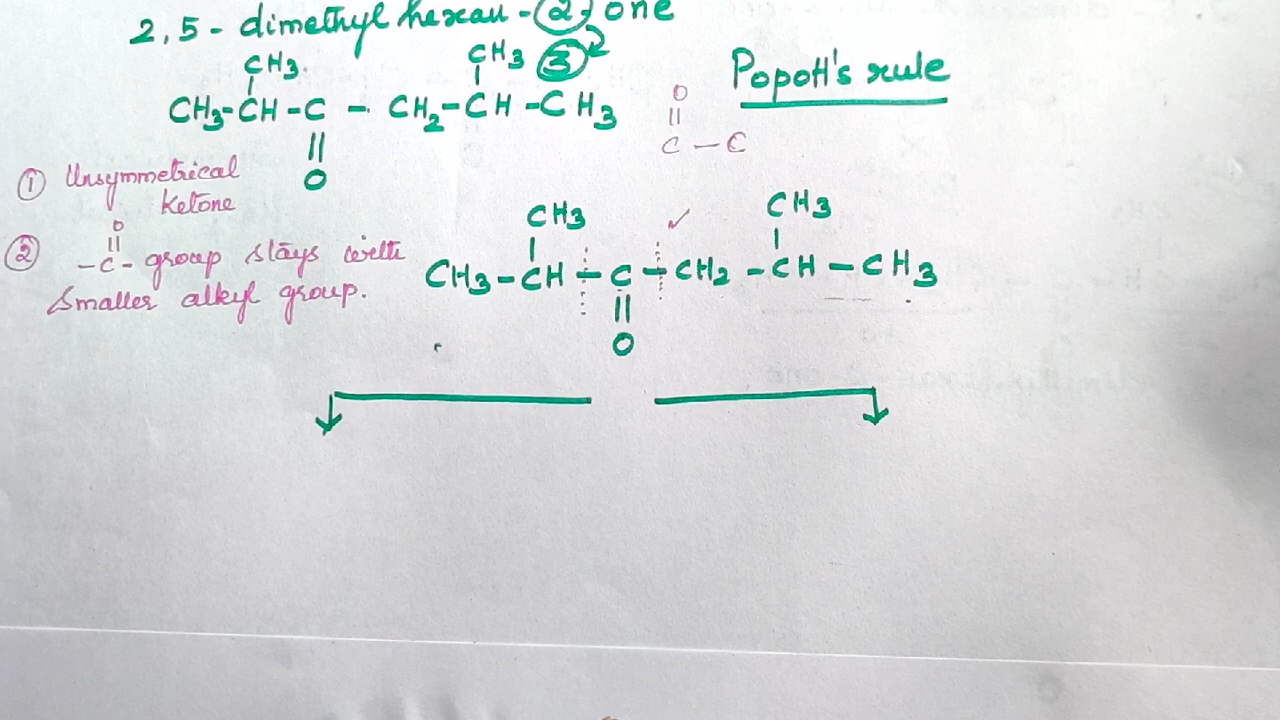 2,5- dimethyl hexan-2, one
3
CH3 CH3
CH3-CH-C - CH2-CH-CH3
||
O
Popott's rule
O
||
C - C
① Unsymmetrical
Ketone
O
||
② -C- group stays with
Smaller alkyl group.
CH3 ✓ CH3
CH3-CH-C-CH2-CH-CH3
||
O